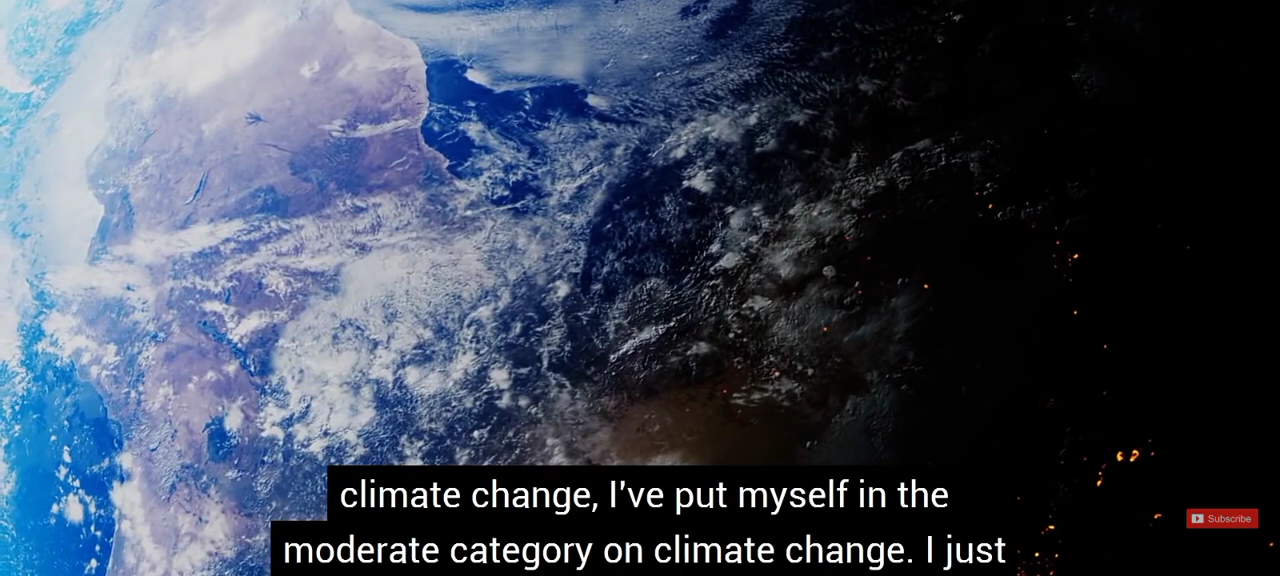 climate change, I've put myself in the
moderate category on climate change. I just
Subscribe